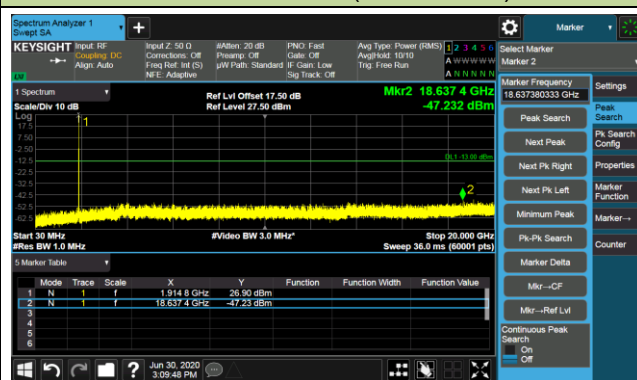 Spectrum Analyzer 1
Swept SA
Marker
KEYSIGHT
Input: RF
Coupling: DC
Align: Auto
Input Z: 50 Ω
Corrections: Off
Freq Ref: Int (S)
NFE: Adaptive
#Atten: 20 dB
Preamp: Off
µW Path: Standard
PNO: Fast
Gate: Off
IF Gain: Low
Sig Track: Off
Avg Type: Power (RMS)
Avg|Hold: 10/10
Trig: Free Run
1 2 3 4 5 6
A W W W W W
A N N N N N
Select Marker
Marker 2
1 Spectrum
Scale/Div 10 dB
Ref Lvl Offset 17.50 dB
Ref Level 27.50 dBm
Mkr2 18.637 4 GHz
-47.232 dBm
Log
17.5
7.50
-2.50
-12.5
-22.5
-32.5
-42.5
-52.5
-62.5
1
DL1 -13.00 dBm
2
Start 30 MHz
#Res BW 1.0 MHz
#Video BW 3.0 MHz*
Stop 20.000 GHz
Sweep 36.0 ms (60001 pts)
5 Marker Table
Mode Trace Scale X Y Function Function Width Function Value
1 N 1 f 1.914 8 GHz 26.90 dBm
2 N 1 f 18.637 4 GHz -47.23 dBm
3
4
5
6
Marker Frequency
18.637380333 GHz
Peak Search
Next Peak
Next Pk Right
Next Pk Left
Minimum Peak
Pk-Pk Search
Marker Delta
Mkr→CF
Mkr→Ref Lvl
Continuous Peak
Search
On
Off
Settings
Peak
Search
Pk Search
Config
Properties
Marker
Function
Marker→
Counter
Jun 30, 2020
3:09:48 PM